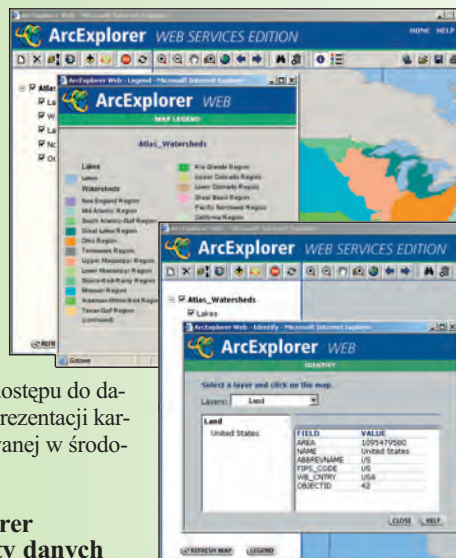 ArcExplorer WEB SERVICES EDITION
HOME HELP
ArcExplorer Web - Legend - Microsoft Internet Explorer
ArcExplorer WEB
MAP LEGEND
Atlas_Watersheds
Lakes
Lakes
Watersheds
New England Region
Mid Atlantic Region
South Atlantic-Gulf Region
Great Lakes Region
Ohio Region
Tennessee Region
Upper Mississippi Region
Lower Mississippi Region
Souris-Red-Rainy Region
Missouri Region
Arkansas-White-Red Region
Texas-Gulf Region
(continued)
Rio Grande Region
Upper Colorado Region
Lower Colorado Region
Great Basin Region
Pacific Northwest Region
California Region
Gotowe
ArcExplorer WEB SERVICES EDITION
Atlas_Watersheds
Lakes
ArcExplorer Web - Identify - Microsoft Internet Explorer
ArcExplorer WEB
IDENTIFY
Select a layer and click on the map.
Layers: Land
Land
United States
FIELD VALUE
AREA 1095479580
NAME United States
ABBREVNAME US
FIPS_CODE US
WB_CNTRY USA
OBJECTID 42
CLOSE HELP
REFRESH MAP LEGEND
dostępu do da-
rezentacji kar-
wanej w środo-
rer
ty danych